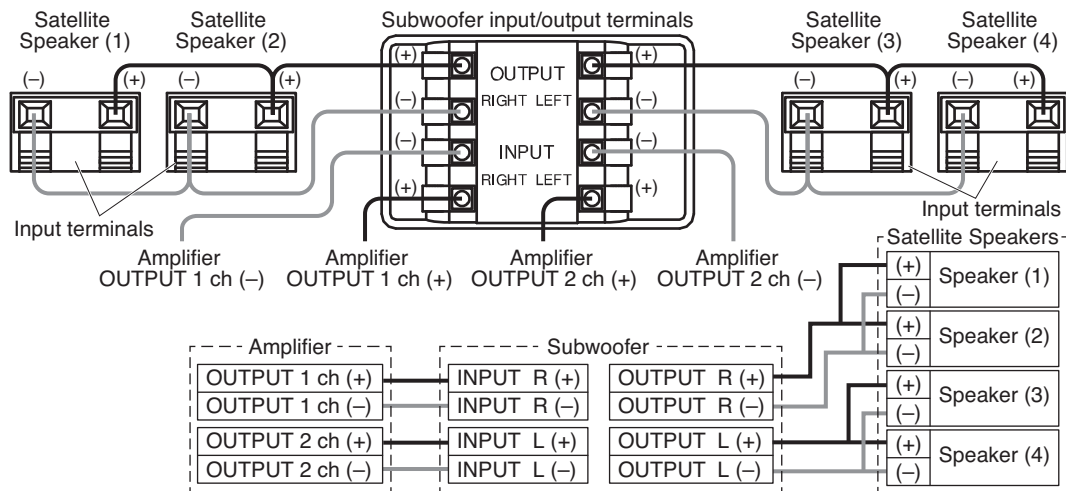 Satellite Speaker (1)
Satellite Speaker (2)
Subwoofer input/output terminals
Satellite Speaker (3)
Satellite Speaker (4)
(–) (+) (–) (+)
(+) OUTPUT (+)
(–) RIGHT LEFT (–)
(–) INPUT (–)
(+) RIGHT LEFT (+)
(–) (+) (–) (+)
Input terminals
Input terminals
Amplifier
OUTPUT 1 ch (–)
Amplifier
OUTPUT 1 ch (+)
Amplifier
OUTPUT 2 ch (+)
Amplifier
OUTPUT 2 ch (–)
Amplifier
OUTPUT 1 ch (+)
OUTPUT 1 ch (–)
OUTPUT 2 ch (+)
OUTPUT 2 ch (–)
Subwoofer
INPUT R (+)
INPUT R (–)
INPUT L (+)
INPUT L (–)
OUTPUT R (+)
OUTPUT R (–)
OUTPUT L (+)
OUTPUT L (–)
Satellite Speakers
(+) Speaker (1)
(–)
(+) Speaker (2)
(–)
(+) Speaker (3)
(–)
(+) Speaker (4)
(–)